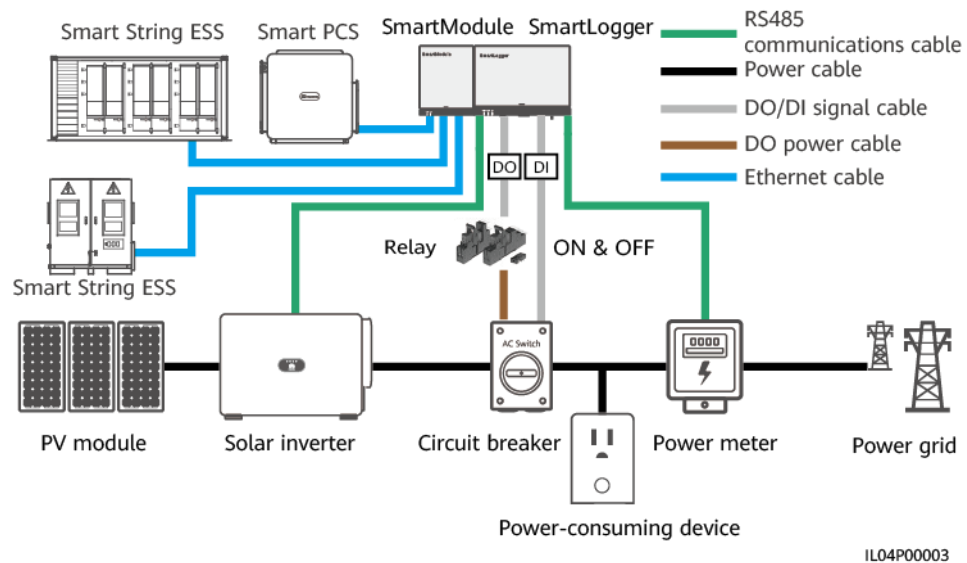 Smart String ESS
Smart PCS
SmartModule
SmartLogger
RS485
communications cable
Power cable
DO/DI signal cable
DO power cable
Ethernet cable
DO
DI
Relay
ON & OFF
Smart String ESS
AC Switch
0000
PV module
Solar inverter
Circuit breaker
Power meter
Power grid
Power-consuming device
IL04P00003